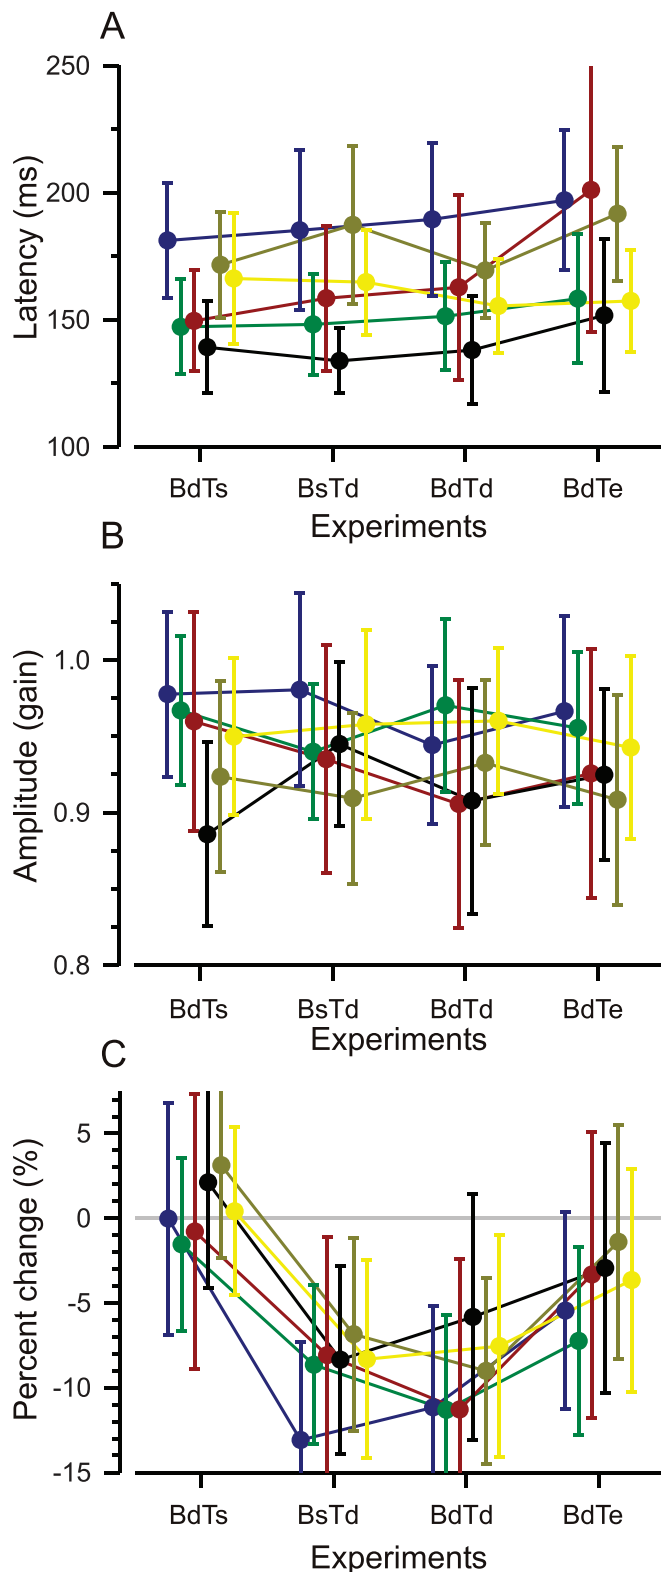 A
250
200
150
100
Latency (ms)
BdTs BsTd BdTd BdTe
Experiments
B
1.0
0.9
0.8
Amplitude (gain)
BdTs BsTd BdTd BdTe
Experiments
C
5
0
-5
-10
-15
Percent change (%)
BdTs BsTd BdTd BdTe
Experiments